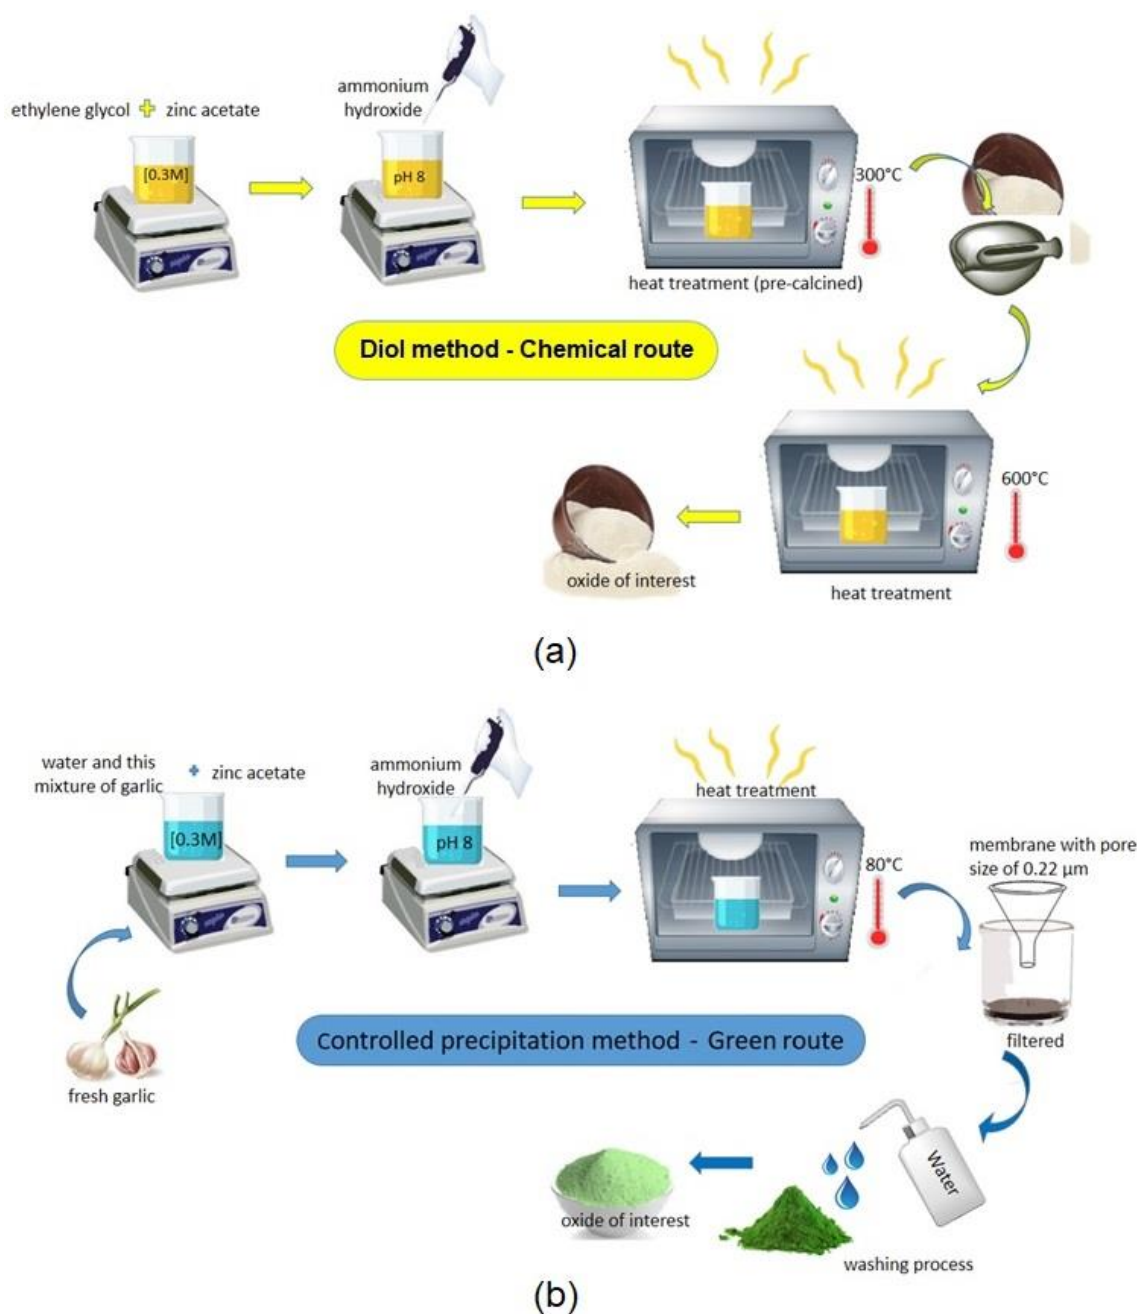 ethylene glycol + zinc acetate
[0.3M]
ammonium
hydroxide
pH 8
300°C
heat treatment (pre-calcined)
Diol method - Chemical route
600°C
heat treatment
oxide of interest
(a)
water and this
mixture of garlic + zinc acetate
[0.3M]
ammonium
hydroxide
pH 8
heat treatment
80°C
membrane with pore
size of 0.22 µm
filtered
fresh garlic
Controlled precipitation method - Green route
Water
washing process
oxide of interest
(b)